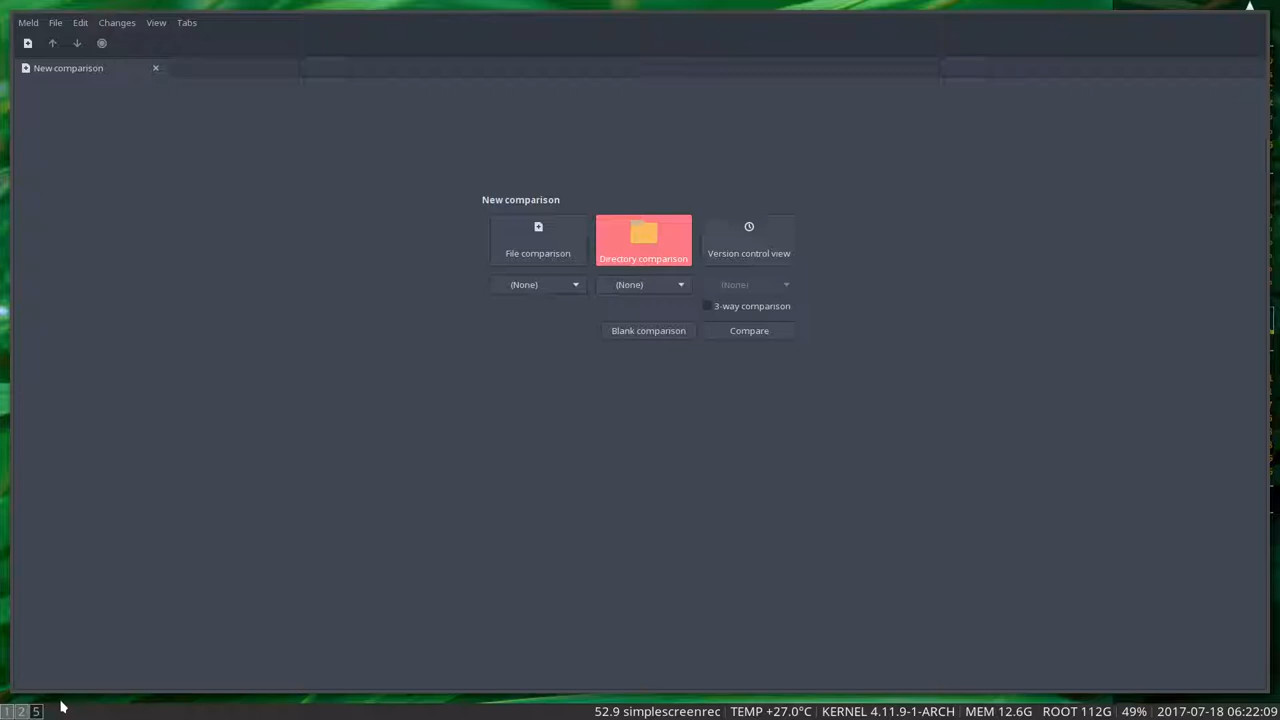 Meld File Edit Changes View Tabs
New comparison
New comparison
File comparison Directory comparison Version control view
(None) (None) (None)
3-way comparison
Blank comparison Compare
1 2 5 52.9 simplescreenrec TEMP +27.0°C KERNEL 4.11.9-1-ARCH MEM 12.6G ROOT 112G 49% 2017-07-18 06:22:09